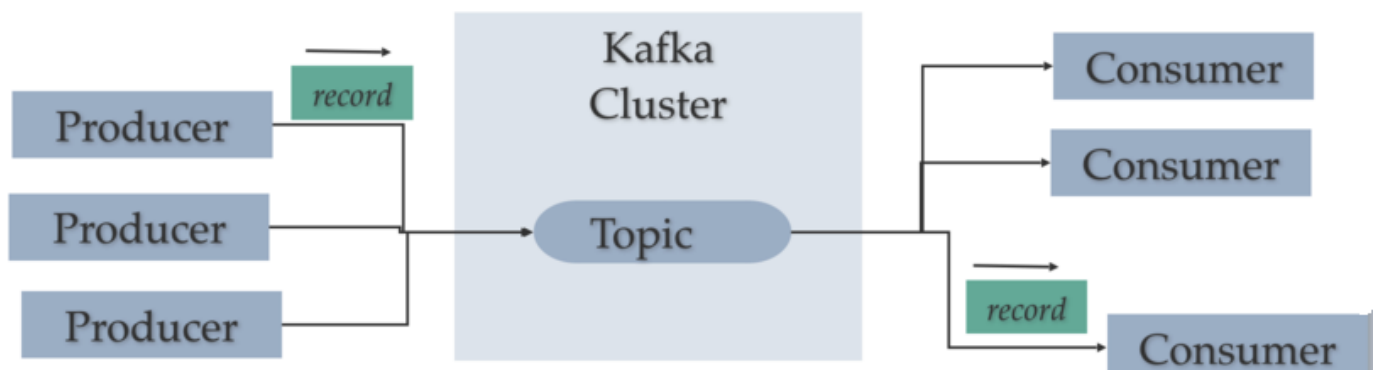 Producer
record
Producer
Producer
Kafka
Cluster
Topic
Consumer
Consumer
record
Consumer